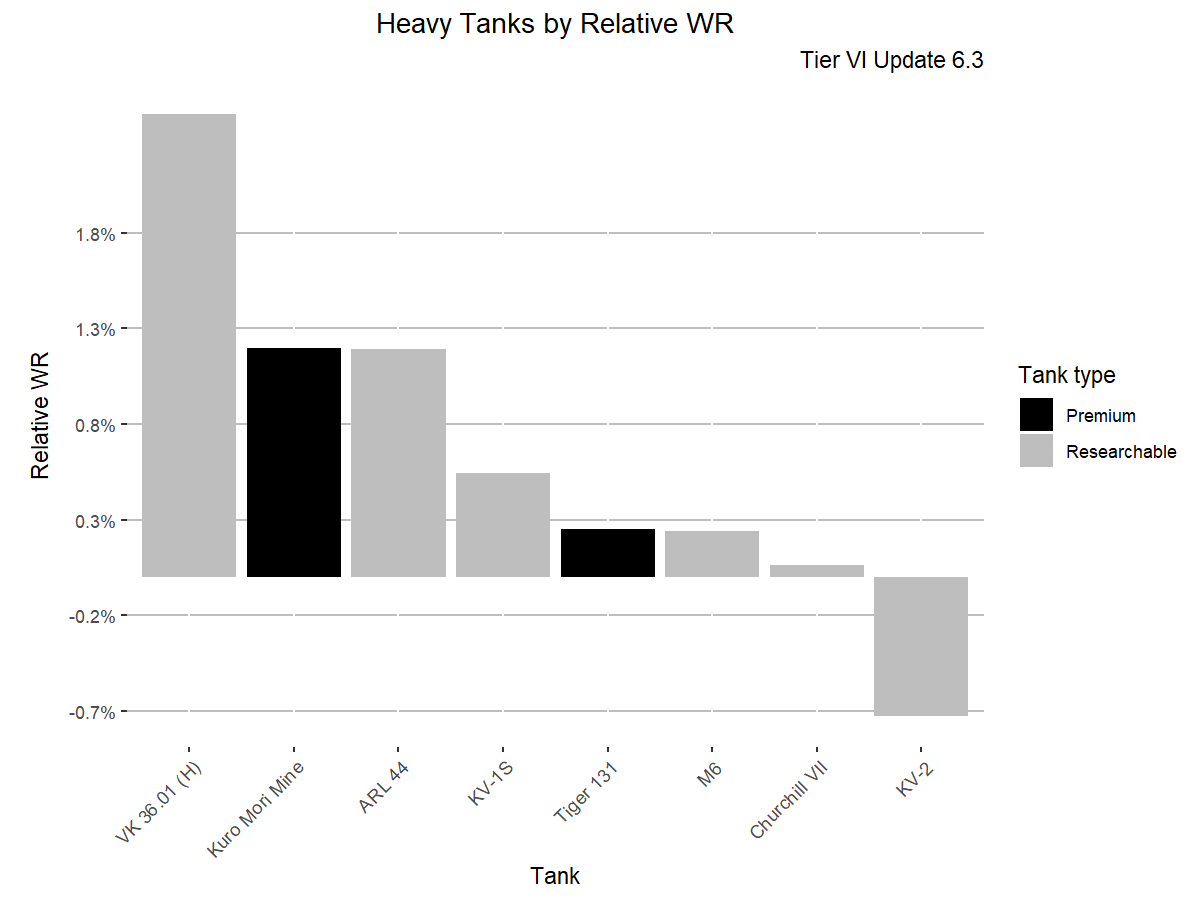 Heavy Tanks by Relative WR
Tier VI Update 6.3
Relative WR
1.8%
1.3%
0.8%
0.3%
-0.2%
-0.7%
VK 36.01 (H)
Kuro Mori Mine
ARL 44
KV-1S
Tiger 131
M6
Churchill VII
KV-2
Tank
Tank type
Premium
Researchable